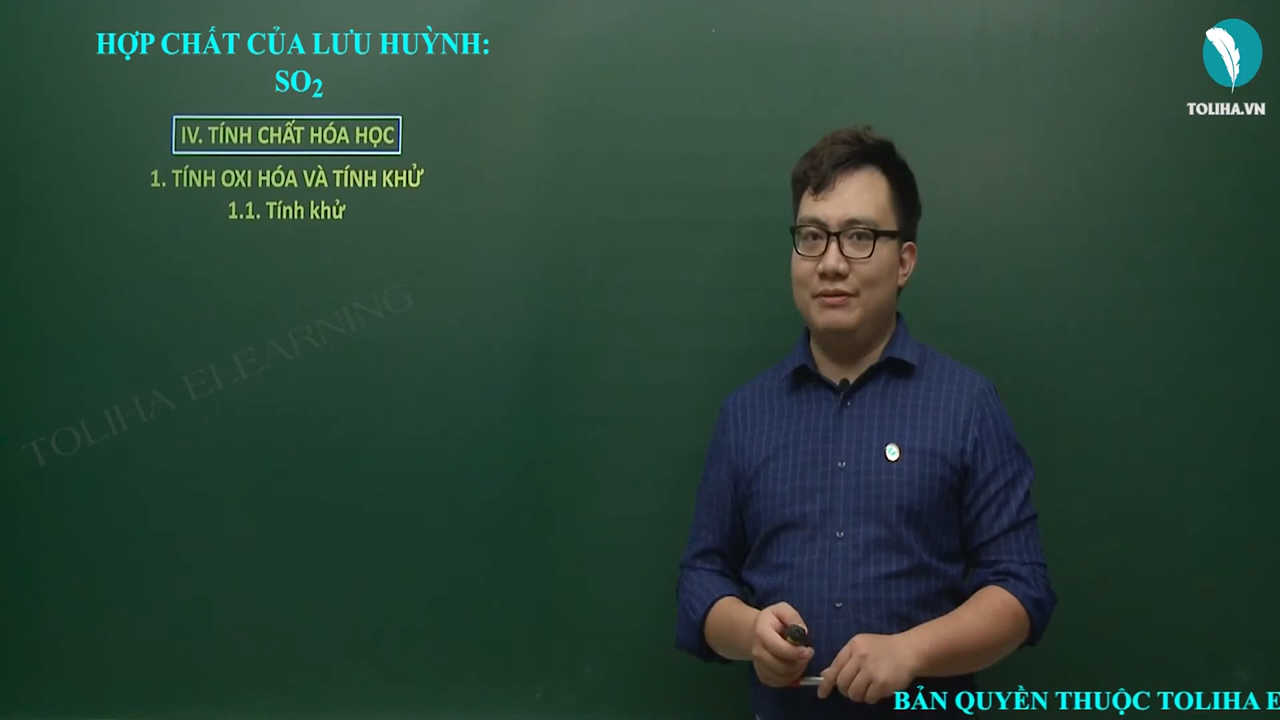 HỢP CHẤT CỦA LƯU HUỲNH:
SO₂
TOLIHA.VN
IV. TÍNH CHẤT HÓA HỌC
1. TÍNH OXI HÓA VÀ TÍNH KHỬ
1.1. Tính khử
TOLIHA ELEARNING
BẢN QUYỀN THUỘC TOLIHA E